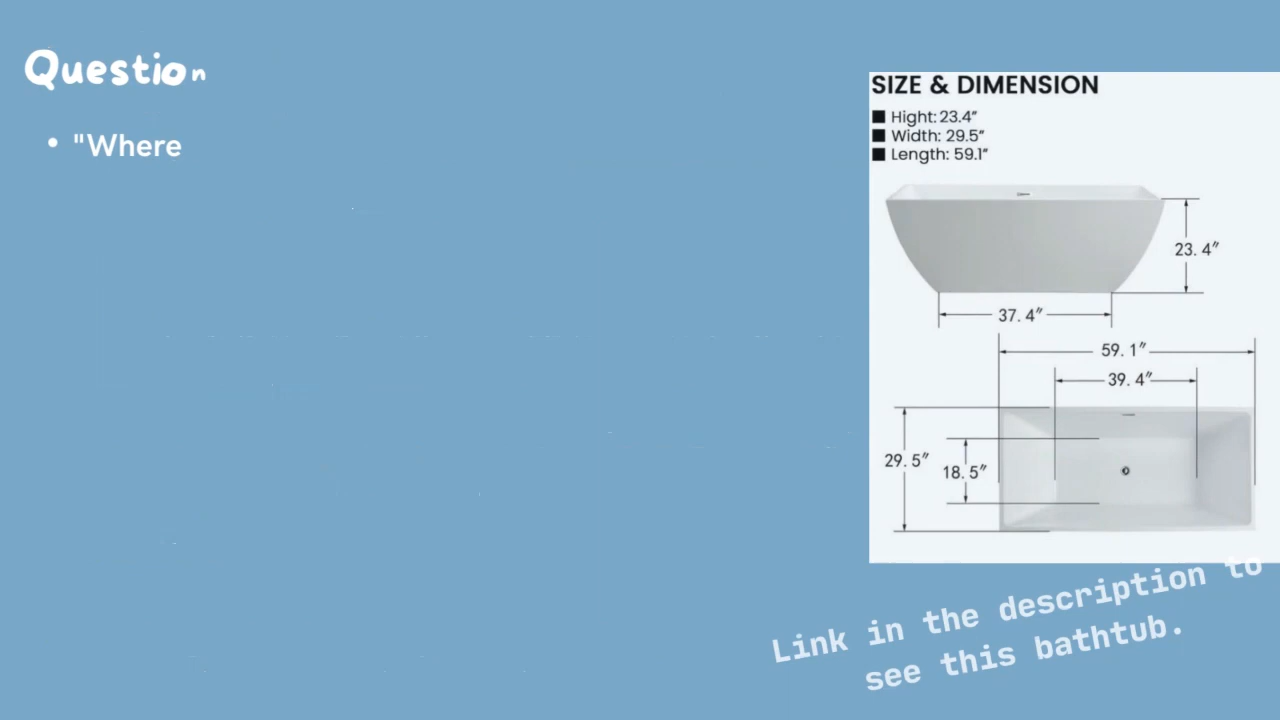 Question
"Where
SIZE & DIMENSION
Hight: 23.4"
Width: 29.5"
Length: 59.1"
23.4"
37.4"
59.1"
39.4"
29.5"
18.5"
Link in the description to
see this bathtub.